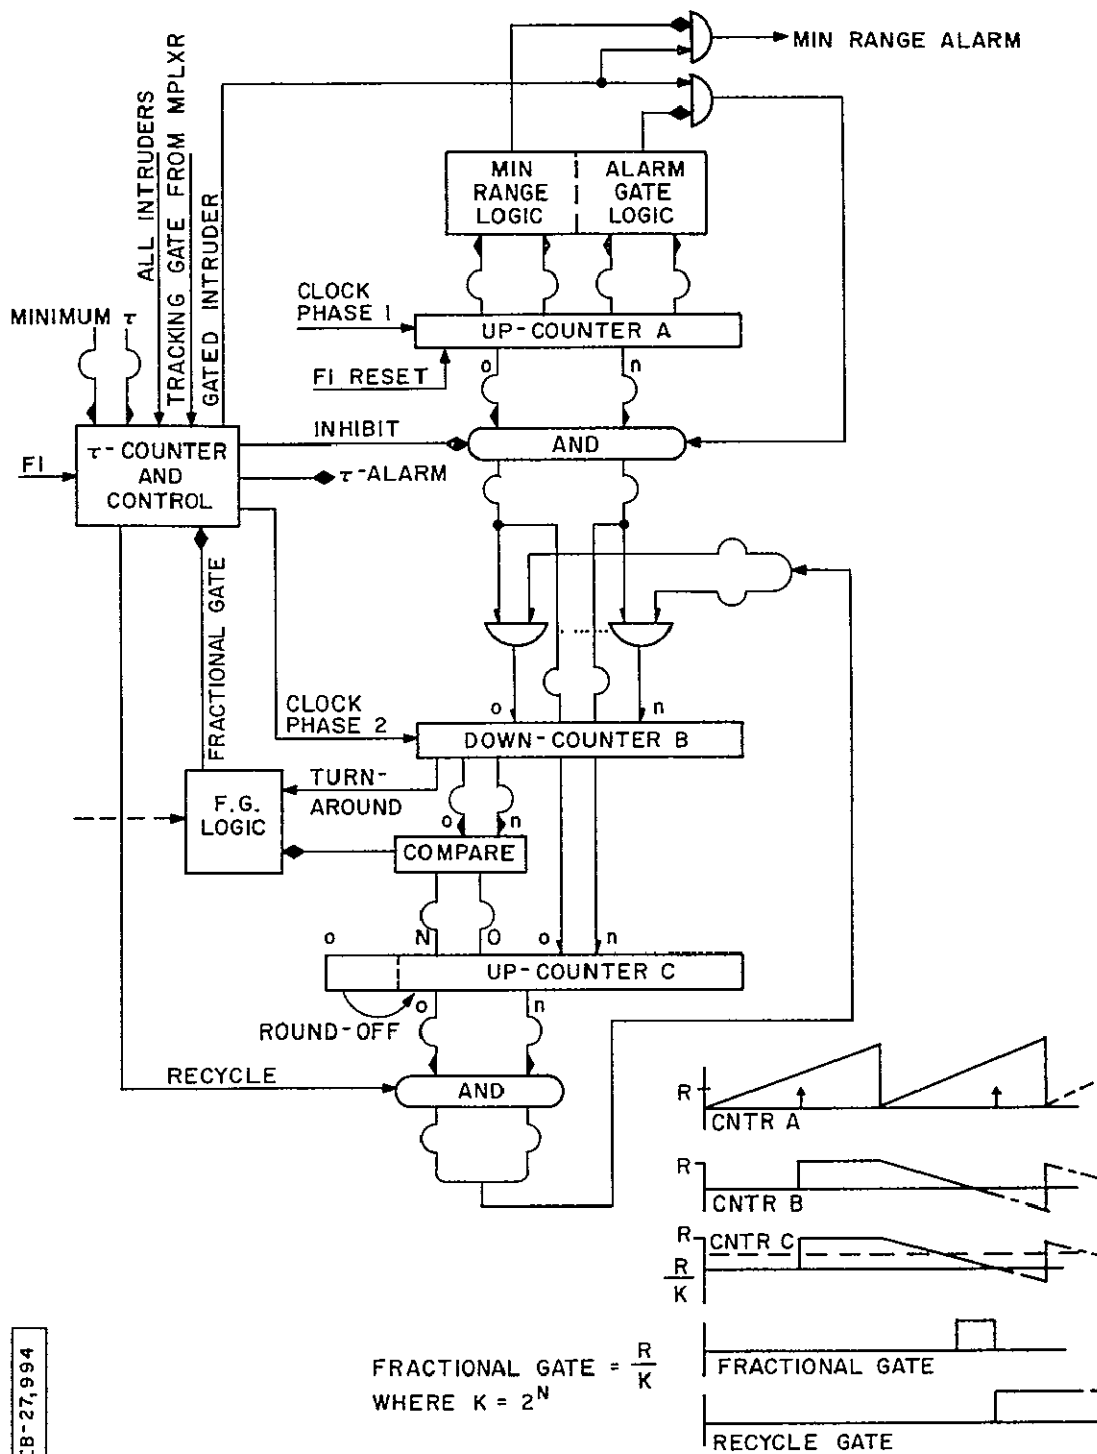 MIN RANGE ALARM
ALL INTRUDERS
TRACKING GATE FROM MPLXR
GATED INTRUDER
MIN
RANGE
LOGIC
ALARM
GATE
LOGIC
CLOCK
PHASE 1
MINIMUM τ
UP-COUNTER A
FI RESET
o
n
INHIBIT
AND
τ-COUNTER
AND
CONTROL
FI
τ-ALARM
FRACTIONAL GATE
CLOCK
PHASE 2
o
n
DOWN-COUNTER B
TURN-
AROUND
F.G.
LOGIC
o
n
COMPARE
o
N
O
o
n
UP-COUNTER C
o
n
ROUND-OFF
RECYCLE
AND
R
CNTR A
R
CNTR B
R
CNTR C
R
K
FRACTIONAL GATE
RECYCLE GATE
FRACTIONAL GATE = R/K
WHERE K = 2^N
EB-27,994